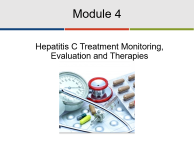 Module 4
Hepatitis C Treatment Monitoring,
Evaluation and Therapies